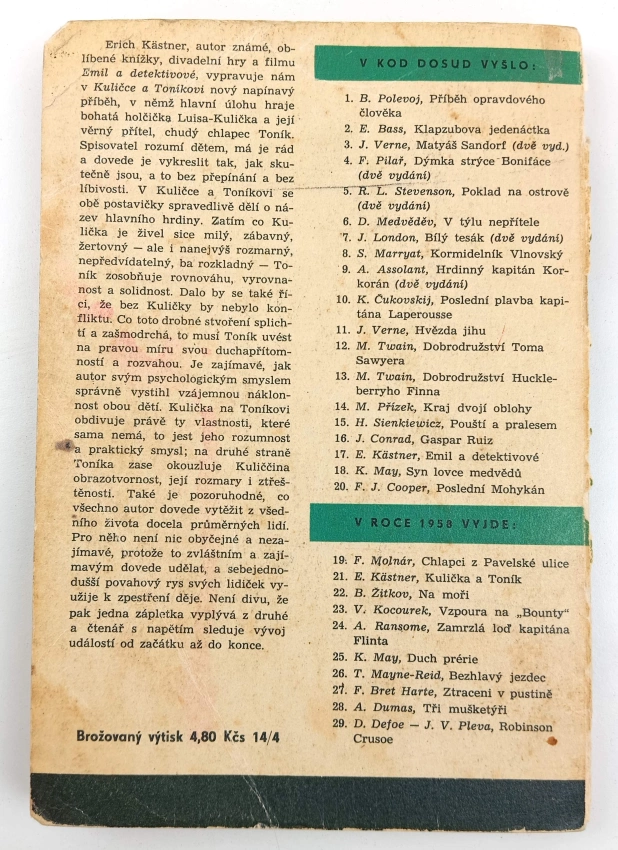 Erich Kästner, autor známé, ob-
líbené knížky, divadelní hry a filmu
Emil a detektivové, vypravuje nám
v Kuličce a Toníkovi nový napínavý
příběh, v němž hlavní úlohu hraje
bohatá holčička Luisa-Kulička a její
věrný přítel, chudý chlapec Toník.
Spisovatel rozumí dětem, má je rád
a dovede je vykreslit tak, jak sku-
tečně jsou, a to bez přepínání a bez
líbivosti. V Kuličce a Toníkovi se
obě postavičky spravedlivě dělí o ná-
zev hlavního hrdiny. Zatím co Ku-
lička je živel sice milý, zábavný,
žertovný — ale i nanejvýš rozmarný,
nepředvídatelný, ba rozkladný — To-
ník zosobňuje rovnováhu, vyrovna-
nost a solidnost. Dalo by se také ří-
ci, že bez Kuličky by nebylo kon-
fliktu. Co toto drobné stvoření splich-
tí a zašmodrchá, to musí Toník uvést
na pravou míru svou duchapřítom-
ností a rozvahou. Je zajímavé, jak
autor svým psychologickým smyslem
správně vystihl vzájemnou náklon-
nost obou dětí. Kulička na Toníkovi
obdivuje právě ty vlastnosti, které
sama nemá, to jest jeho rozumnost
a praktický smysl; na druhé straně
Toníka zase okouzluje Kuliččina
obrazotvornost, její rozmary i ztřeš-
těnosti. Také je pozoruhodné, co
všechno autor dovede vytěžit z všed-
ního života docela průměrných lidí.
Pro něho není nic obyčejné a neza-
jímavé, protože to zvláštním a zají-
mavým dovede udělat, a sebejedno-
dušší povahový rys svých lidiček vy-
užije k zpestření děje. Není divu, že
pak jedna zápletka vyplývá z druhé
a čtenář s napětím sleduje vývoj
událostí od začátku až do konce.
Brožovaný výtisk 4,80 Kčs 14/4
V KOD DOSUD VYŠLO:
1. B. Polevoj, Příběh opravdového
člověka
2. E. Bass, Klapzubova jedenáctka
3. J. Verne, Matyáš Sandorf (dvě vyd.)
4. F. Pilař, Dýmka strýce Bonifáce
(dvě vydání)
5. R. L. Stevenson, Poklad na ostrově
(dvě vydání)
6. D. Medvěděv, V týlu nepřítele
7. J. London, Bílý tesák (dvě vydání)
8. S. Marryat, Kormidelník Vlnovský
9. A. Assolant, Hrdinný kapitán Kor-
korán (dvě vydání)
10. K. Čukovskij, Poslední plavba kapi-
tána Laperousse
11. J. Verne, Hvězda jihu
12. M. Twain, Dobrodružství Toma
Sawyera
13. M. Twain, Dobrodružství Huckle-
berryho Finna
14. M. Přízek, Kraj dvojí oblohy
15. H. Sienkiewicz, Pouští a pralesem
16. J. Conrad, Gaspar Ruiz
17. E. Kästner, Emil a detektivové
18. K. May, Syn lovce medvědů
20. F. J. Cooper, Poslední Mohykán
V ROCE 1958 VYJDE:
19. F. Molnár, Chlapci z Pavelské ulice
21. E. Kästner, Kulička a Toník
22. B. Žitkov, Na moři
23. V. Kocourek, Vzpoura na „Bounty“
24. A. Ransome, Zamrzlá loď kapitána
Flinta
25. K. May, Duch prérie
26. T. Mayne-Reid, Bezhlavý jezdec
27. F. Bret Harte, Ztraceni v pustině
28. A. Dumas, Tři mušketýři
29. D. Defoe — J. V. Pleva, Robinson
Crusoe